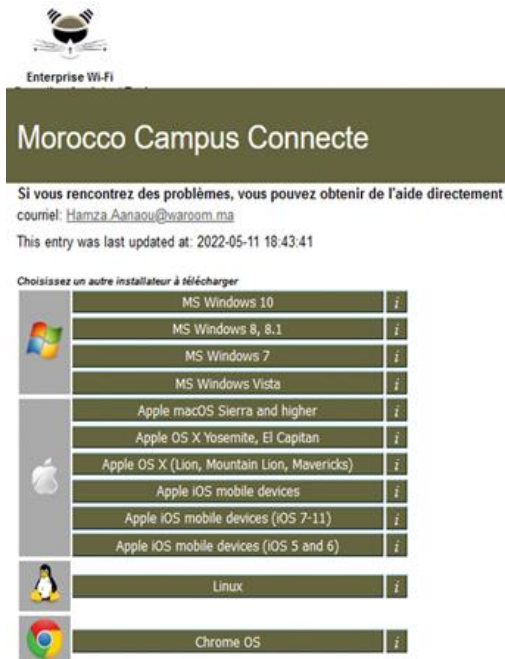 Enterprise Wi-Fi
Morocco Campus Connecte
Si vous rencontrez des problèmes, vous pouvez obtenir de l'aide directement
courriel: Hamza.Aanaou@waroom.ma
This entry was last updated at: 2022-05-11 18:43:41
Choisissez un autre installateur à télécharger
MS Windows 10 i
MS Windows 8, 8.1 i
MS Windows 7 i
MS Windows Vista i
Apple macOS Sierra and higher i
Apple OS X Yosemite, El Capitan i
Apple OS X (Lion, Mountain Lion, Mavericks) i
Apple iOS mobile devices i
Apple iOS mobile devices (iOS 7-11) i
Apple iOS mobile devices (iOS 5 and 6) i
Linux i
Chrome OS i